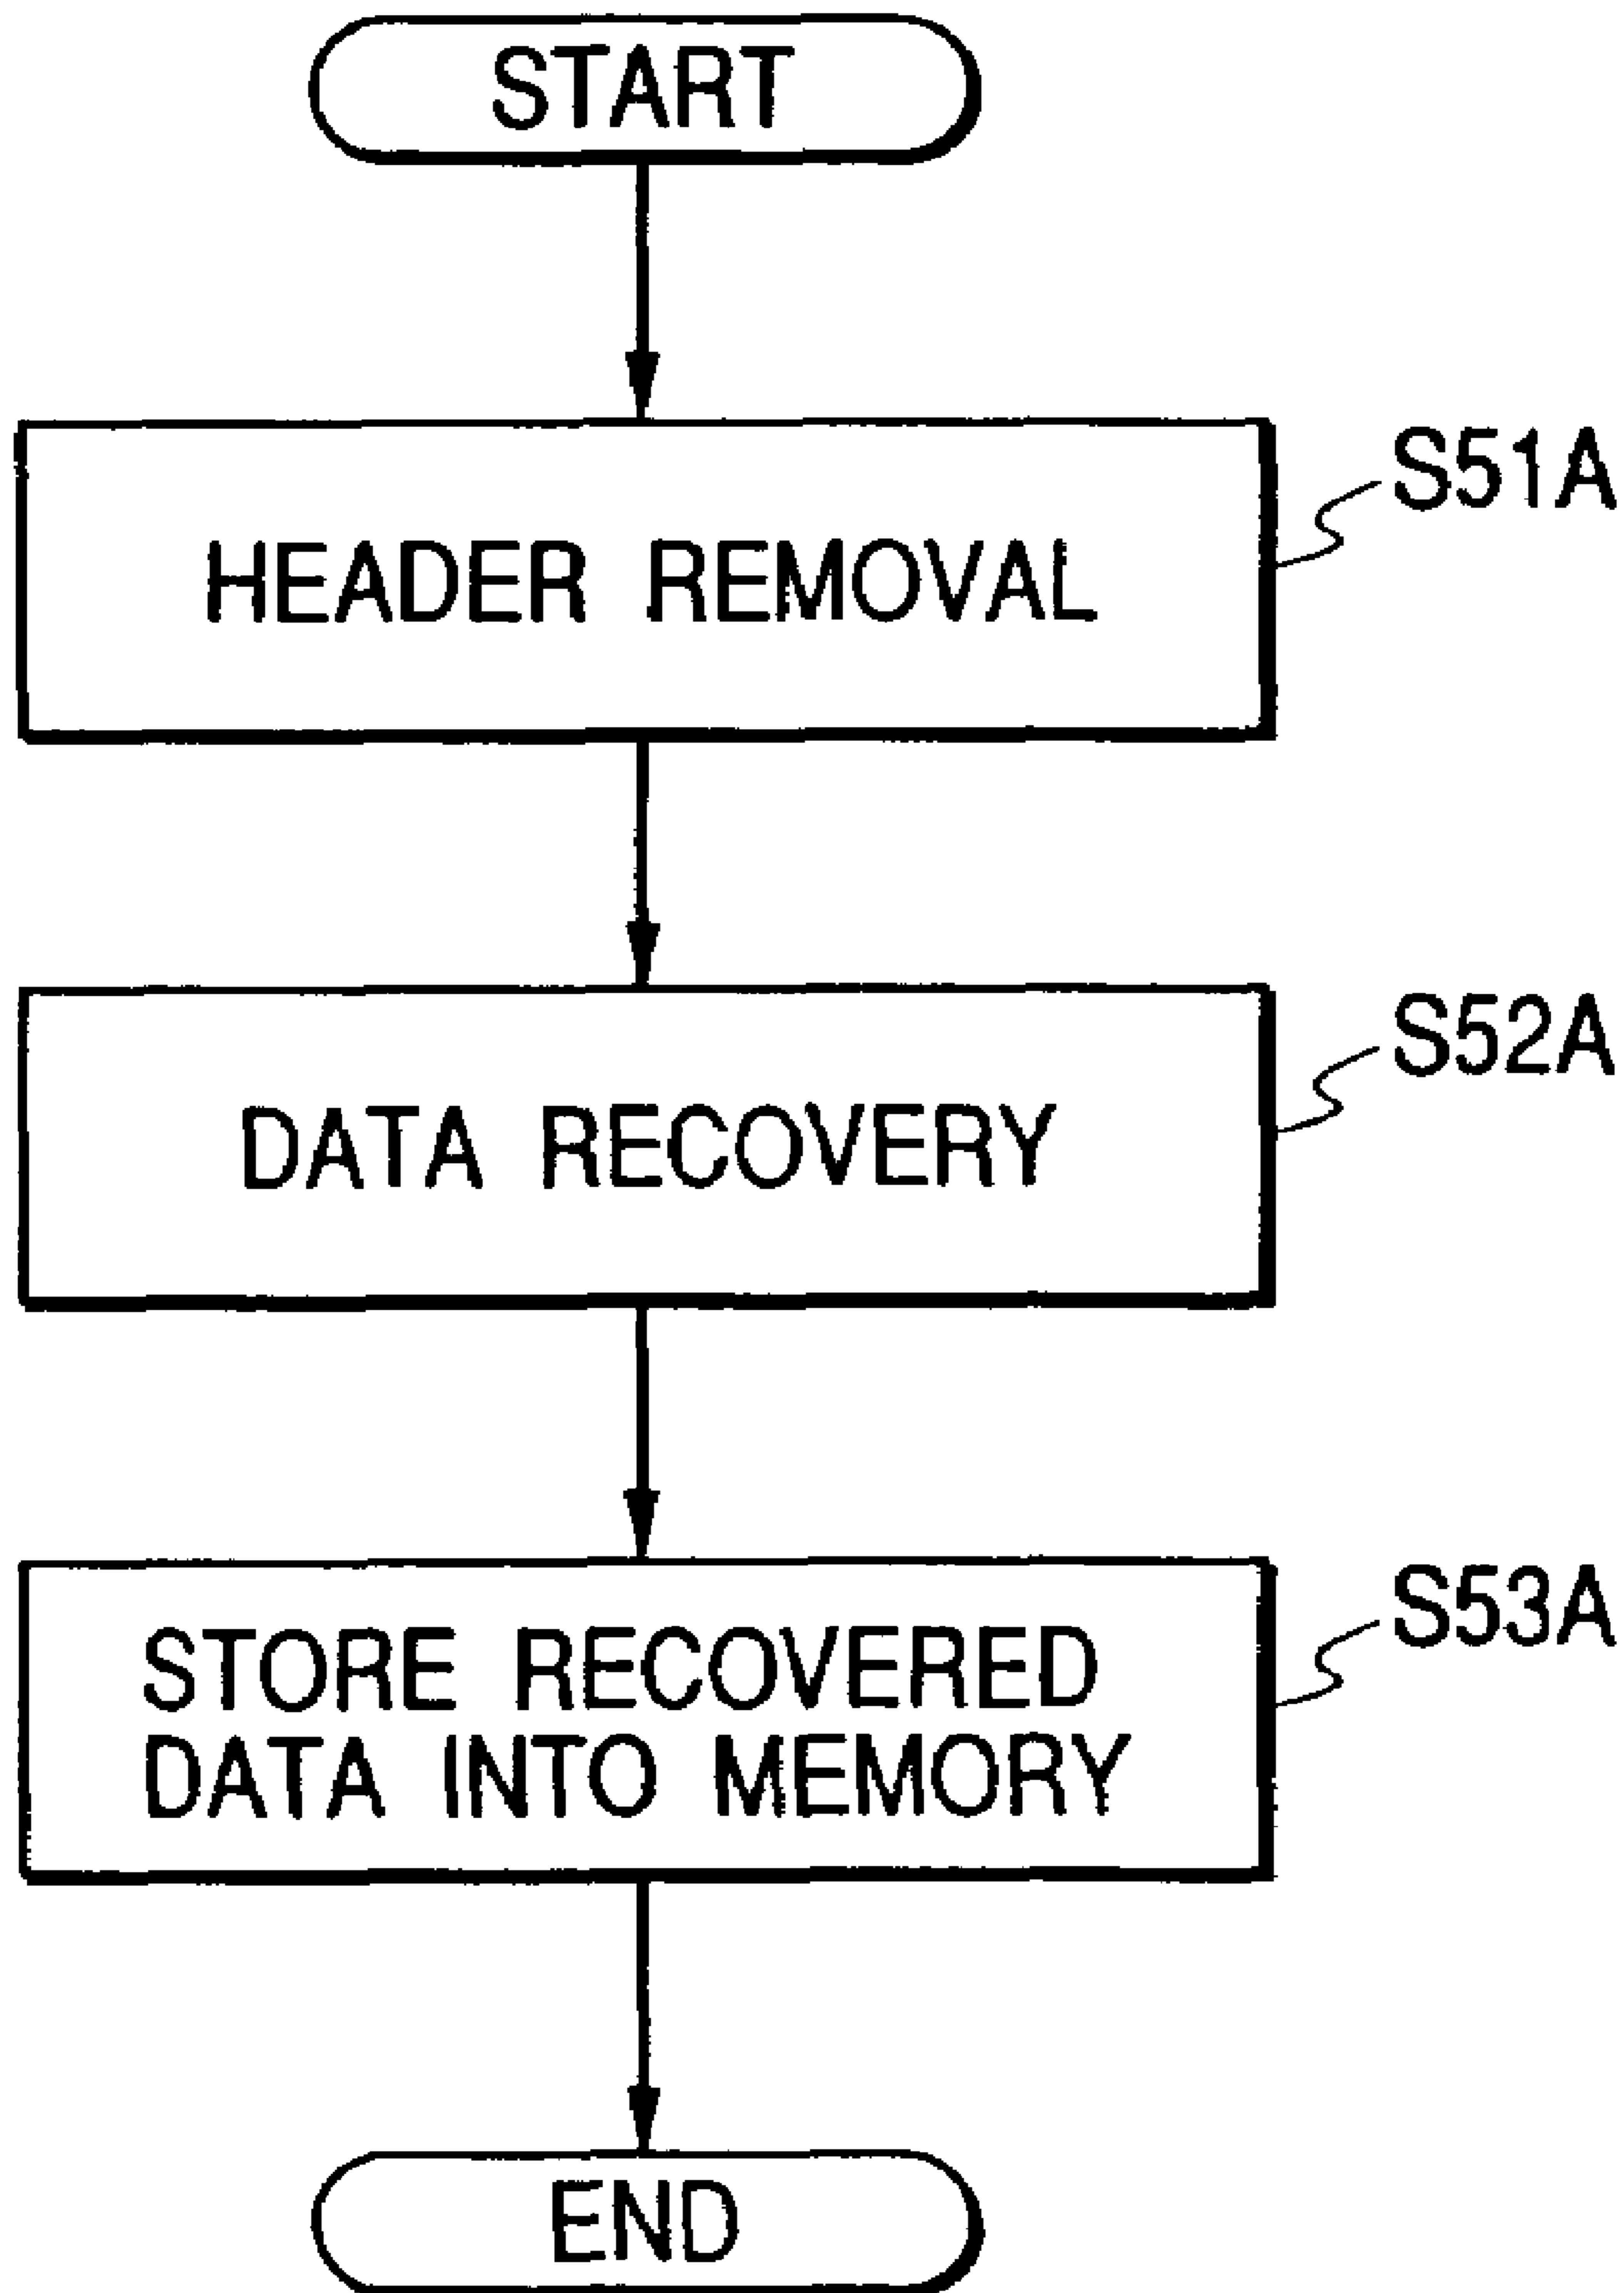 START
S51A
HEADER REMOVAL
S52A
DATA RECOVERY
S53A
STORE RECOVERED
DATA INTO MEMORY
END